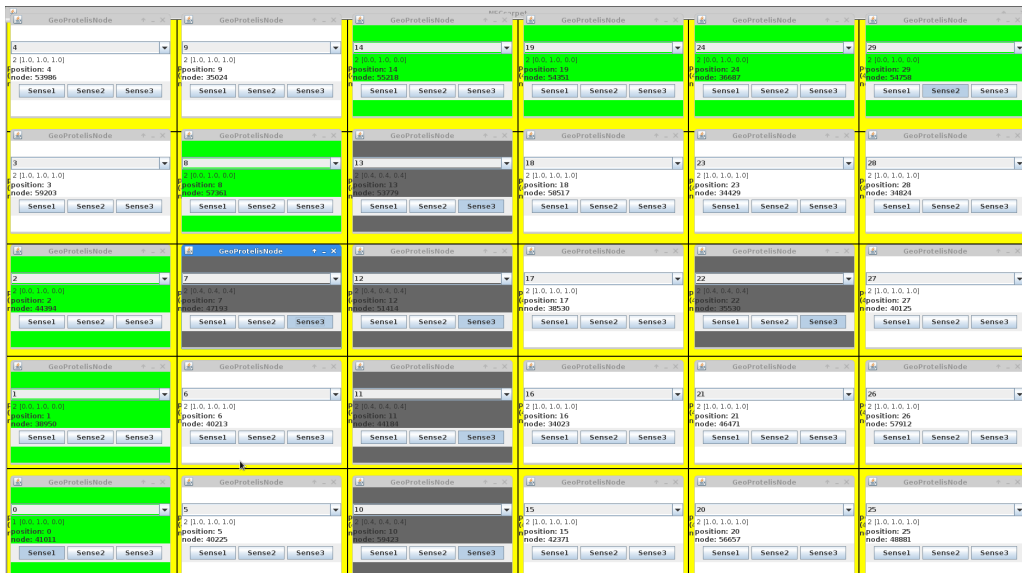 GeoProtelisNode
4
2 [1.0, 1.0, 1.0]
position: 4
node: 53986
Sense1 Sense2 Sense3
GeoProtelisNode
9
2 [1.0, 1.0, 1.0]
position: 9
node: 35024
Sense1 Sense2 Sense3
GeoProtelisNode
14
2 [0.0, 1.0, 0.0]
position: 14
node: 55218
Sense1 Sense2 Sense3
GeoProtelisNode
19
2 [0.0, 1.0, 0.0]
position: 19
node: 54351
Sense1 Sense2 Sense3
GeoProtelisNode
24
2 [0.0, 1.0, 0.0]
position: 24
node: 36687
Sense1 Sense2 Sense3
GeoProtelisNode
29
2 [0.0, 1.0, 0.0]
position: 29
node: 54758
Sense1 Sense2 Sense3
GeoProtelisNode
3
2 [1.0, 1.0, 1.0]
position: 3
node: 59203
Sense1 Sense2 Sense3
GeoProtelisNode
8
2 [0.0, 1.0, 0.0]
position: 8
node: 57361
Sense1 Sense2 Sense3
GeoProtelisNode
13
2 [0.4, 0.4, 0.4]
position: 13
node: 53779
Sense1 Sense2 Sense3
GeoProtelisNode
18
2 [1.0, 1.0, 1.0]
position: 18
node: 58517
Sense1 Sense2 Sense3
GeoProtelisNode
23
2 [1.0, 1.0, 1.0]
position: 23
node: 34429
Sense1 Sense2 Sense3
GeoProtelisNode
28
2 [1.0, 1.0, 1.0]
position: 28
node: 34824
Sense1 Sense2 Sense3
GeoProtelisNode
2
2 [0.0, 1.0, 0.0]
position: 2
node: 44394
Sense1 Sense2 Sense3
GeoProtelisNode
7
2 [0.4, 0.4, 0.4]
position: 7
node: 47193
Sense1 Sense2 Sense3
GeoProtelisNode
12
2 [0.4, 0.4, 0.4]
position: 12
node: 51414
Sense1 Sense2 Sense3
GeoProtelisNode
17
2 [1.0, 1.0, 1.0]
position: 17
node: 38530
Sense1 Sense2 Sense3
GeoProtelisNode
22
2 [0.4, 0.4, 0.4]
position: 22
node: 35530
Sense1 Sense2 Sense3
GeoProtelisNode
27
2 [1.0, 1.0, 1.0]
position: 27
node: 40125
Sense1 Sense2 Sense3
GeoProtelisNode
1
2 [0.0, 1.0, 0.0]
position: 1
node: 38950
Sense1 Sense2 Sense3
GeoProtelisNode
6
2 [1.0, 1.0, 1.0]
position: 6
node: 40213
Sense1 Sense2 Sense3
GeoProtelisNode
11
2 [0.4, 0.4, 0.4]
position: 11
node: 44184
Sense1 Sense2 Sense3
GeoProtelisNode
16
2 [1.0, 1.0, 1.0]
position: 16
node: 34023
Sense1 Sense2 Sense3
GeoProtelisNode
21
2 [1.0, 1.0, 1.0]
position: 21
node: 46471
Sense1 Sense2 Sense3
GeoProtelisNode
26
2 [1.0, 1.0, 1.0]
position: 26
node: 57912
Sense1 Sense2 Sense3
GeoProtelisNode
0
1 [0.0, 1.0, 0.0]
position: 0
node: 41011
Sense1 Sense2 Sense3
GeoProtelisNode
5
2 [1.0, 1.0, 1.0]
position: 5
node: 40225
Sense1 Sense2 Sense3
GeoProtelisNode
10
2 [0.4, 0.4, 0.4]
position: 10
node: 59423
Sense1 Sense2 Sense3
GeoProtelisNode
15
2 [1.0, 1.0, 1.0]
position: 15
node: 42371
Sense1 Sense2 Sense3
GeoProtelisNode
20
2 [1.0, 1.0, 1.0]
position: 20
node: 56657
Sense1 Sense2 Sense3
GeoProtelisNode
25
2 [1.0, 1.0, 1.0]
position: 25
node: 48881
Sense1 Sense2 Sense3